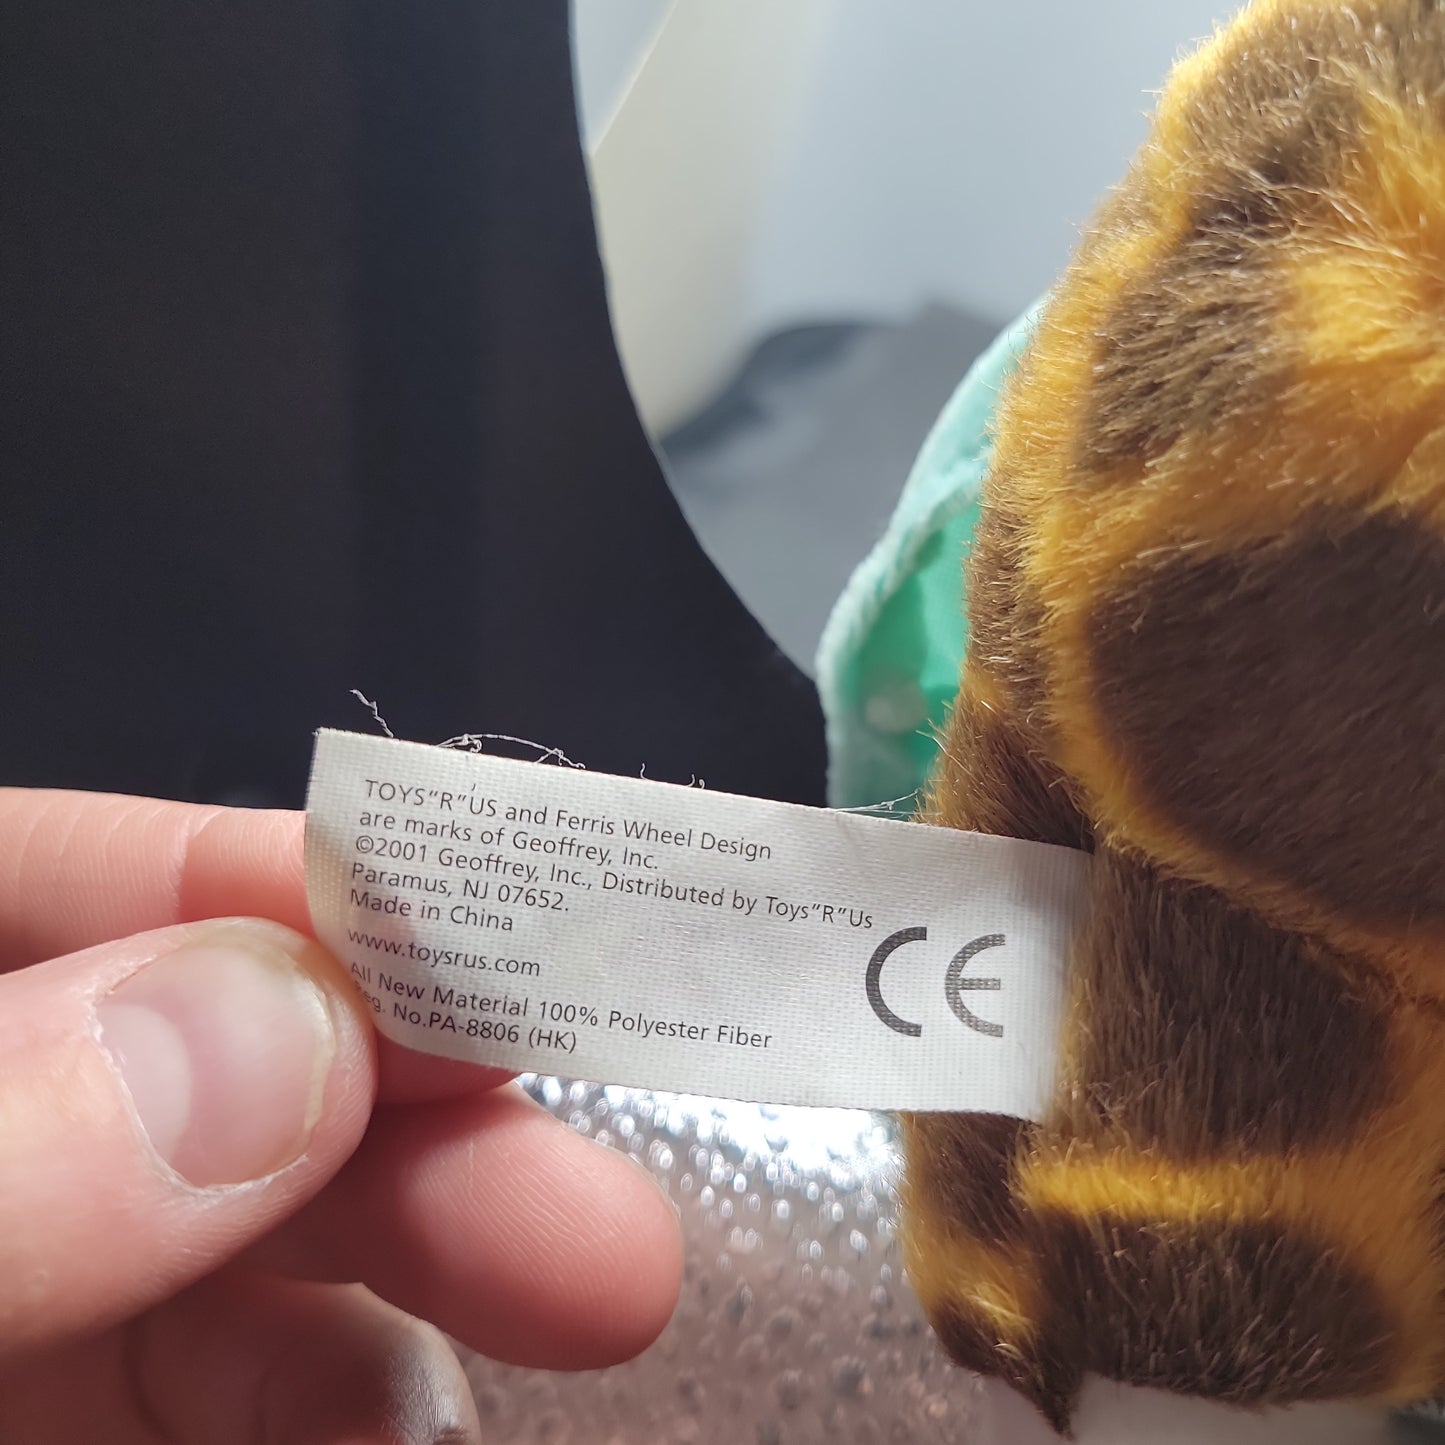 TOYS"R"US and Ferris Wheel Design
are marks of Geoffrey, Inc.
©2001 Geoffrey, Inc., Distributed by Toys"R"Us
Paramus, NJ 07652.
Made in China
www.toysrus.com
All New Material 100% Polyester Fiber
Reg. No.PA-8806 (HK)
CE